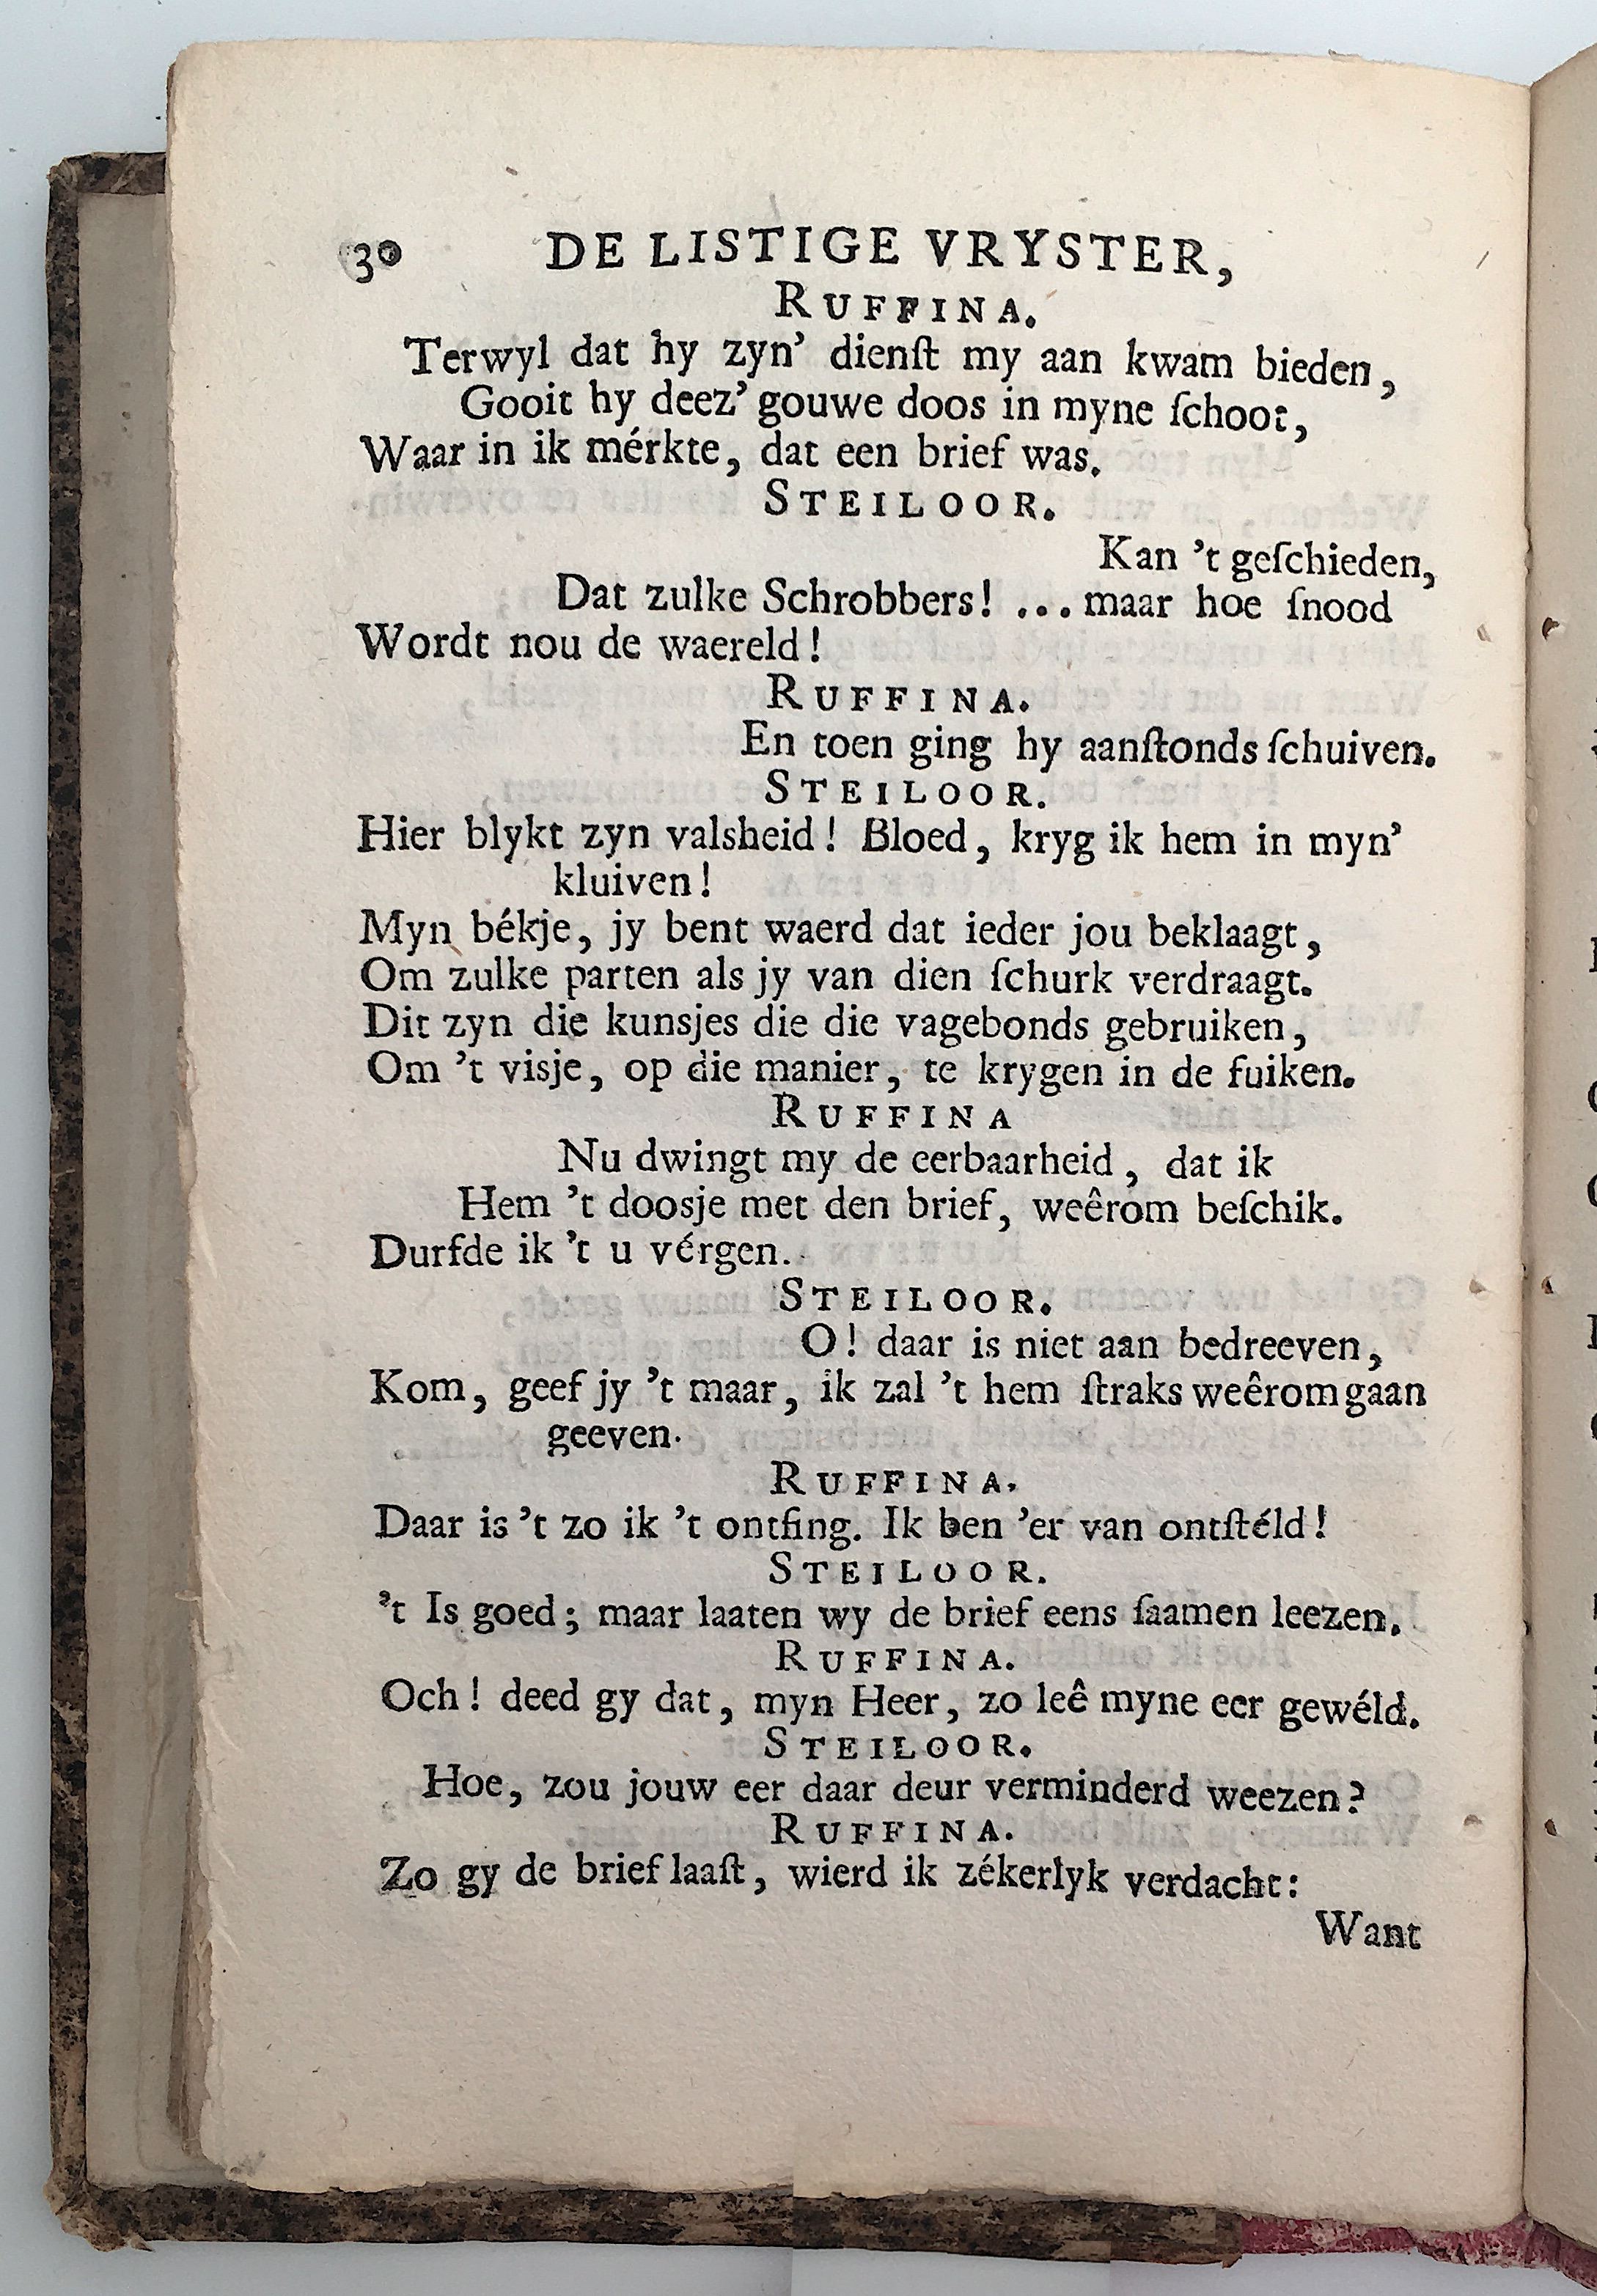 30 DE LISTIGE VRYSTER,
RUFFINA.
Terwyl dat hy zyn’ dienſt my aan kwam bieden,
Gooit hy deez’ gouwe doos in myne ſchoot,
Waar in ik mérkte, dat een brief was.
STEILOOR.
Kan ’t geſchieden,
Dat zulke Schrobbers! ... maar hoe ſnood
Wordt nou de waereld!
RUFFINA.
En toen ging hy aanſtonds ſchuiven.
STEILOOR.
Hier blykt zyn valsheid! Bloed, kryg ik hem in myn’
kluiven!
Myn békje, jy bent waerd dat ieder jou beklaagt,
Om zulke parten als jy van dien ſchurk verdraagt.
Dit zyn die kunsjes die die vagebonds gebruiken,
Om ’t visje, op die manier, te krygen in de fuiken.
RUFFINA
Nu dwingt my de eerbaarheid, dat ik
Hem ’t doosje met den brief, weêrom beſchik.
Durfde ik ’t u vérgen.
STEILOOR.
O! daar is niet aan bedreeven,
Kom, geef jy ’t maar, ik zal ’t hem ſtraks weêrom gaan
geeven.
RUFFINA.
Daar is ’t zo ik ’t ontfing. Ik ben ’er van ontſtéld!
STEILOOR.
’t Is goed; maar laaten wy de brief eens ſaamen leezen.
RUFFINA.
Och! deed gy dat, myn Heer, zo leê myne eer gewéld.
STEILOOR.
Hoe, zou jouw eer daar deur verminderd weezen?
RUFFINA.
Zo gy de brief laaſt, wierd ik zékerlyk verdacht:
Want